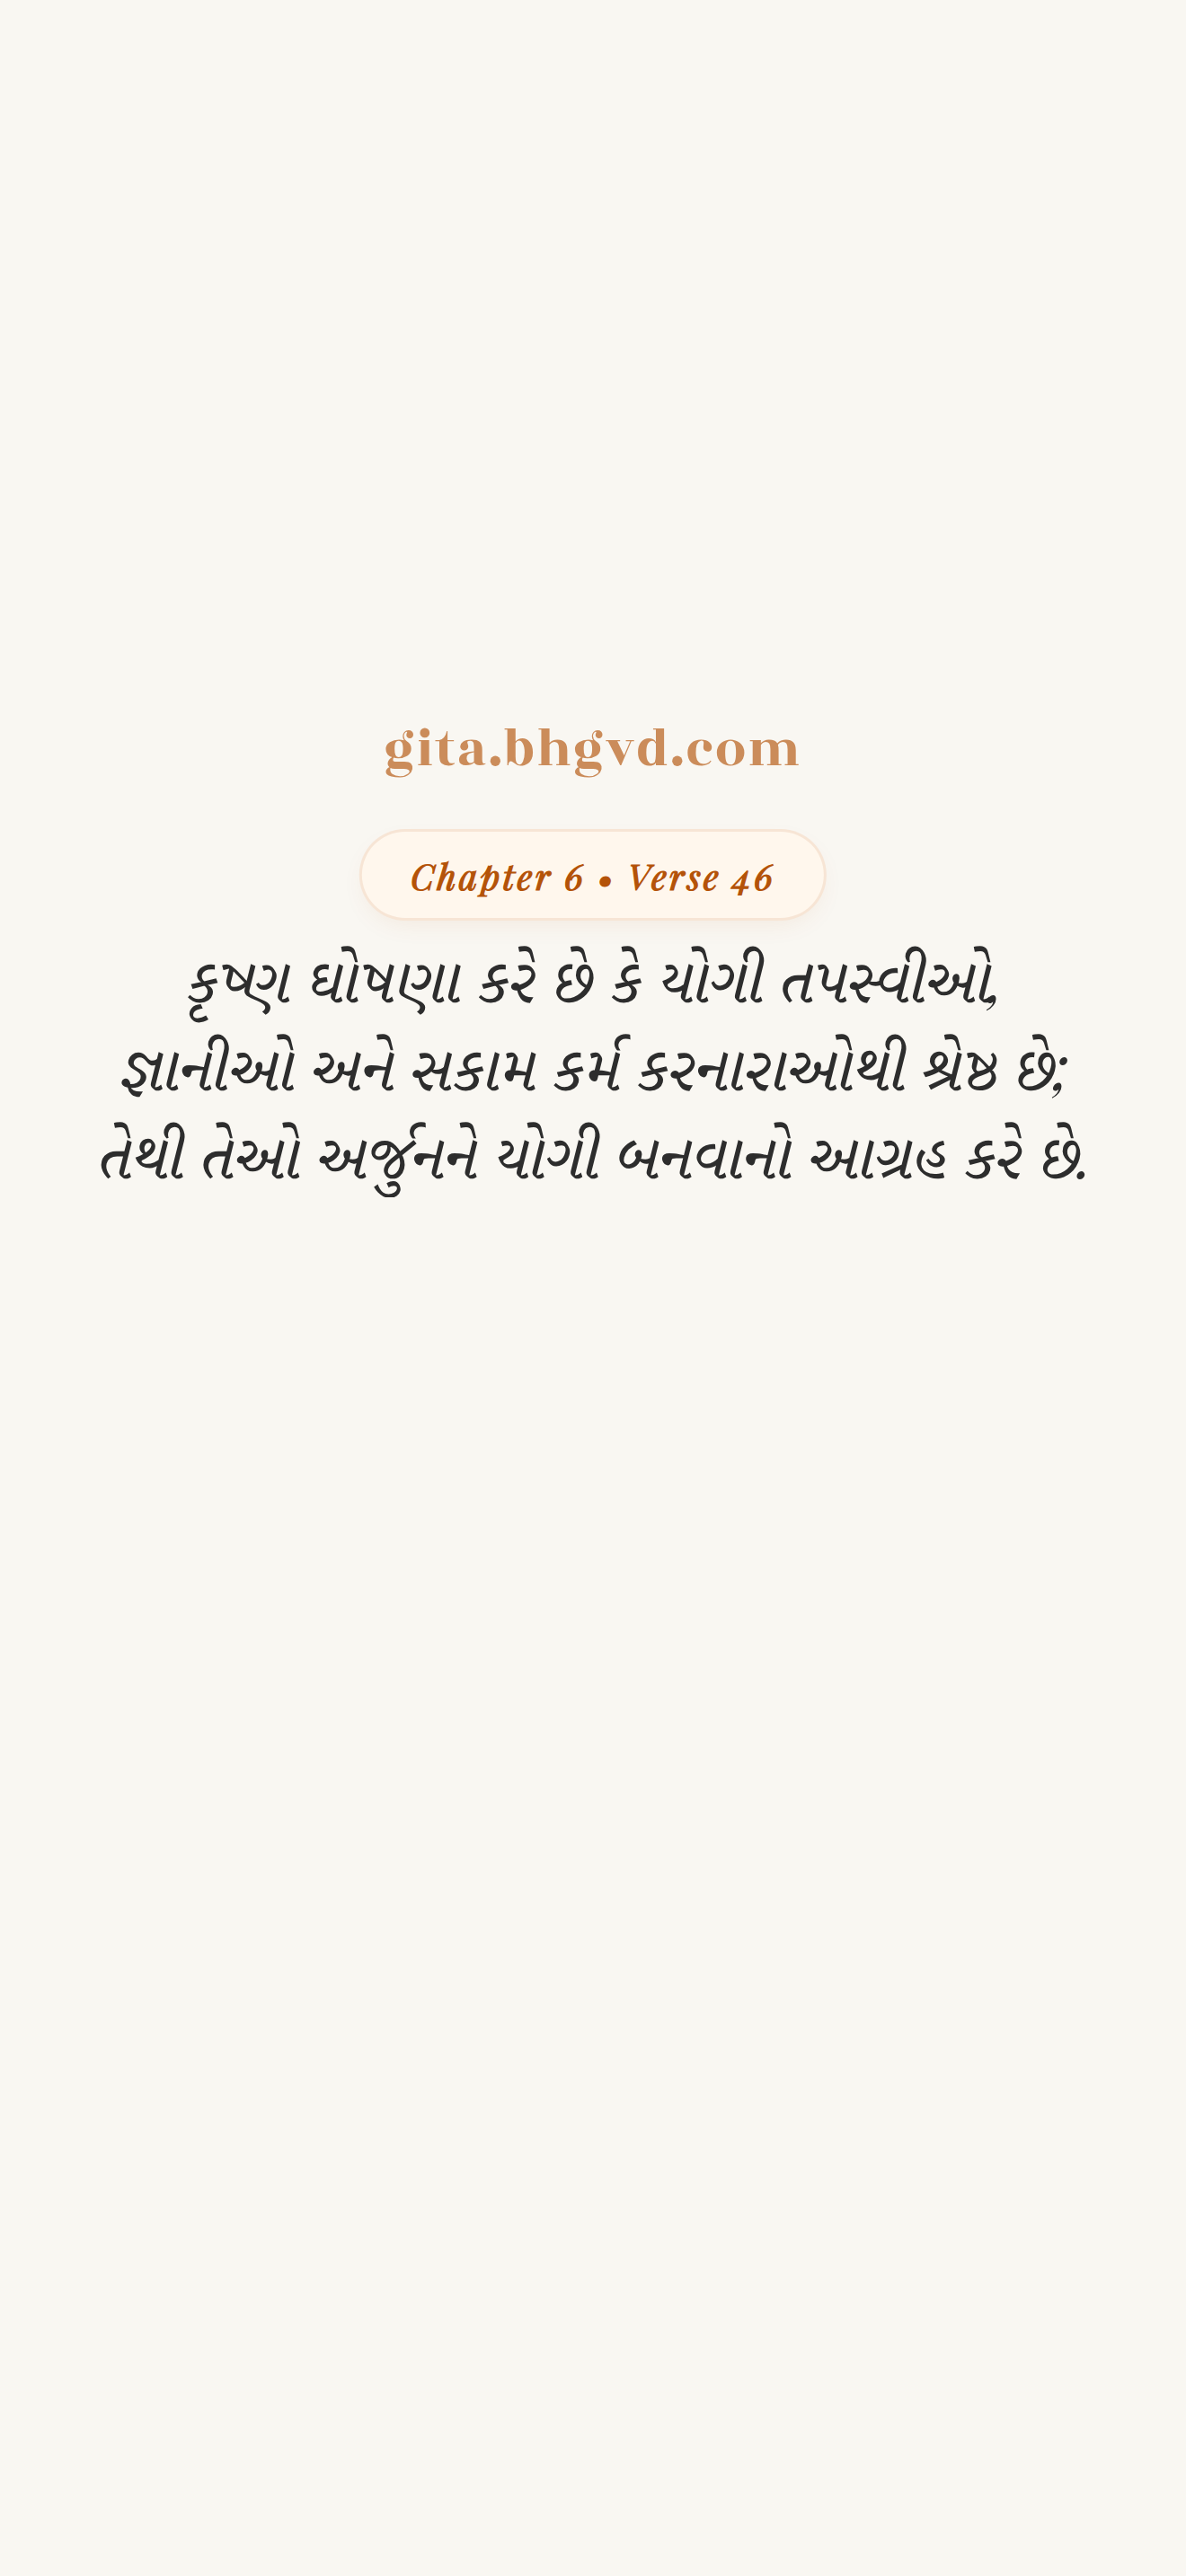 gita.bhgvd.com
Chapter 6 • Verse 46
કૃષ્ણ ઘોષણા કરે છે કે યોગી તપસ્વીઓ,
જ્ઞાનીઓ અને સકામ કર્મ કરનારાઓથી શ્રેષ્ઠ છે;
તેથી તેઓ અર્જુનને યોગી બનવાનો આગ્રહ કરે છે.